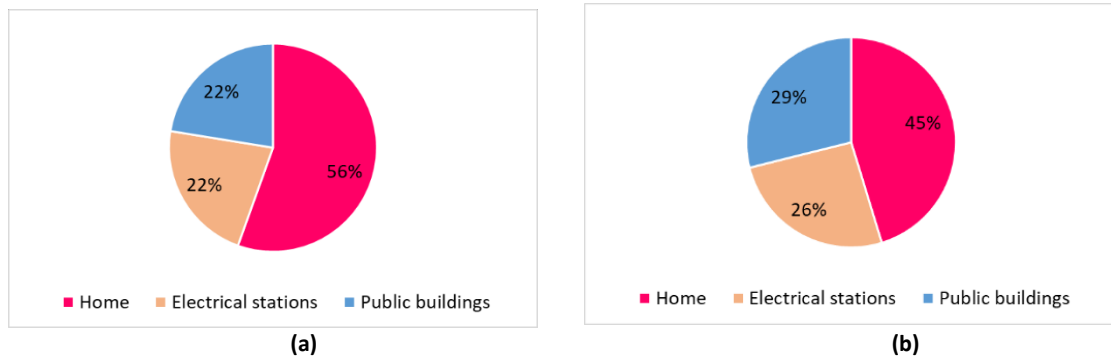 22%
56%
22%
Home Electrical stations Public buildings
(a)
29%
45%
26%
Home Electrical stations Public buildings
(b)